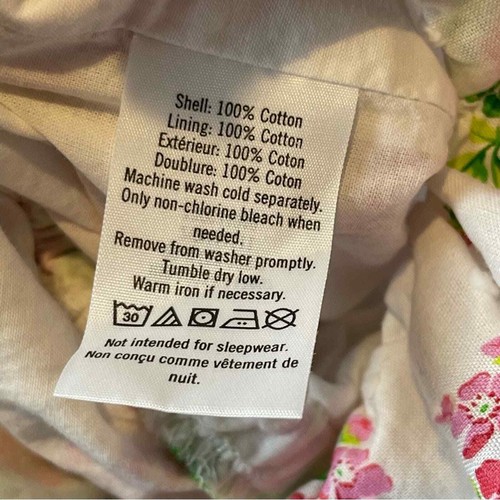 Shell: 100% Cotton
Lining: 100% Cotton
Extérieur: 100% Coton
Doublure: 100% Coton
Machine wash cold separately.
Only non-chlorine bleach when
needed.
Remove from washer promptly.
Tumble dry low.
Warm iron if necessary.
30
Not intended for sleepwear.
Non conçu comme vêtement de
nuit.